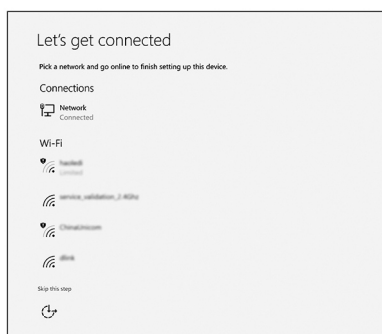 Let's get connected
Pick a network and go online to finish setting up this device.
Connections
Network
Connected
Wi-Fi
Limited
service_validation_2.4Ghz
ChinaUnicom
dlink
Skip this step